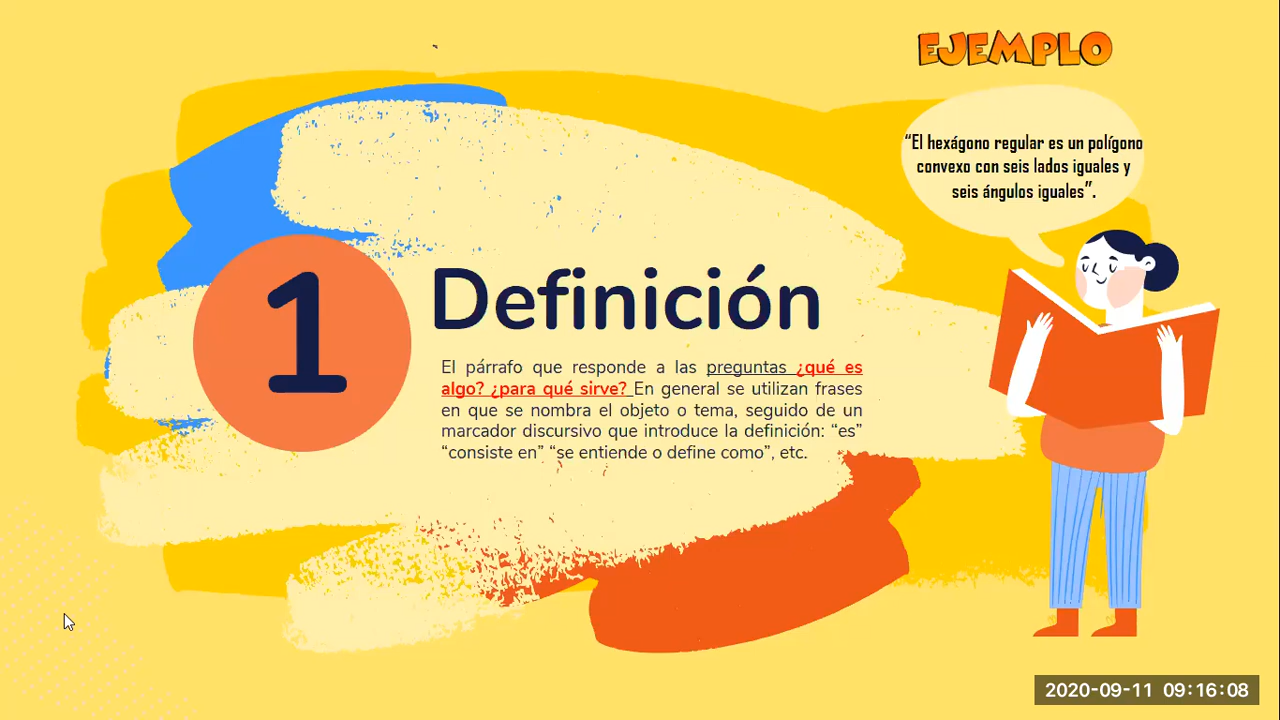 EJEMPLO
“El hexágono regular es un polígono
convexo con seis lados iguales y
seis ángulos iguales”.
1
Definición
El párrafo que responde a las preguntas ¿qué es
algo? ¿para qué sirve? En general se utilizan frases
en que se nombra el objeto o tema, seguido de un
marcador discursivo que introduce la definición: “es”
“consiste en” “se entiende o define como”, etc.
2020-09-11 09:16:08